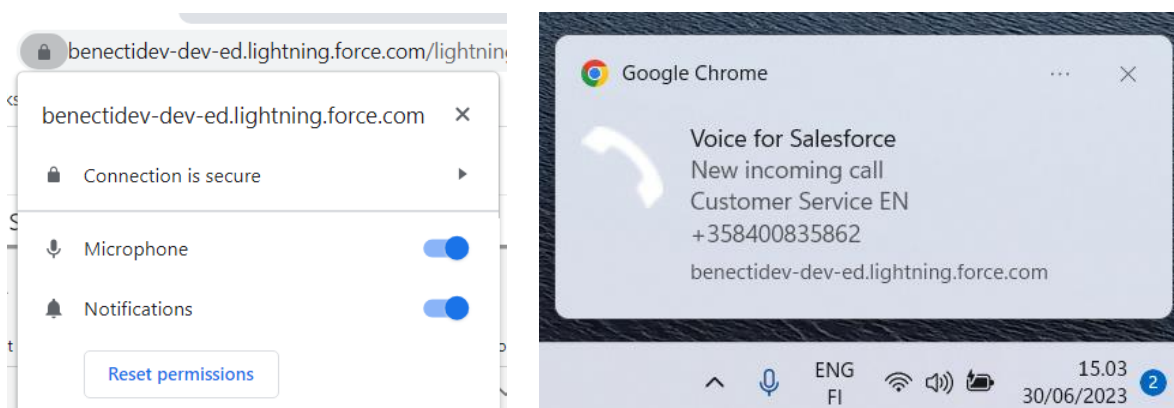 benectidev-dev-ed.lightning.force.com/lightning
benectidev-dev-ed.lightning.force.com
Connection is secure
Microphone
Notifications
Reset permissions
Google Chrome
Voice for Salesforce
New incoming call
Customer Service EN
+358400835862
benectidev-dev-ed.lightning.force.com
ENG
FI
15.03
30/06/2023
2